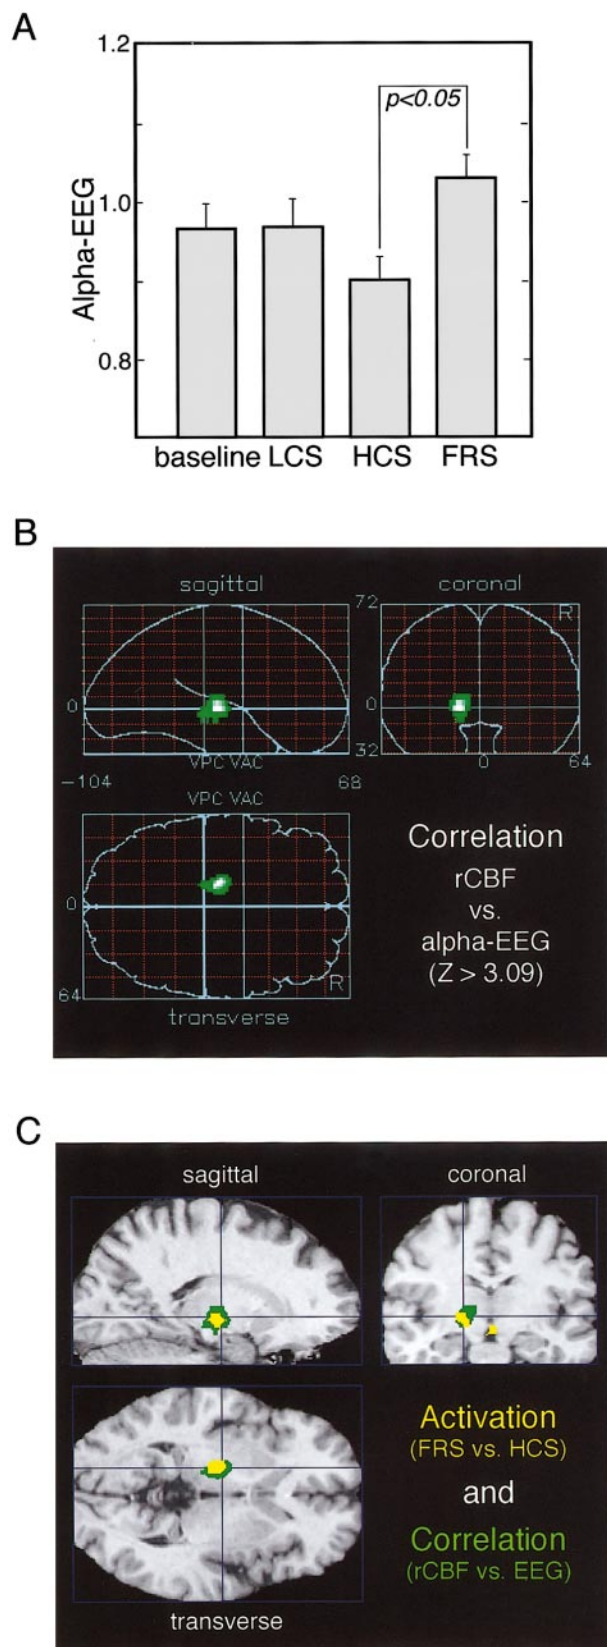 A
1.2
p<0.05
1.0
Alpha-EEG
0.8
baseline LCS HCS FRS
B
sagittal
coronal
72
R
0
0
VPC VAC
32
-104
68
0
64
VPC VAC
Correlation
rCBF
0
vs.
alpha-EEG
(Z > 3.09)
R
64
transverse
C
sagittal
coronal
Activation
(FRS vs. HCS)
and
Correlation
(rCBF vs. EEG)
transverse